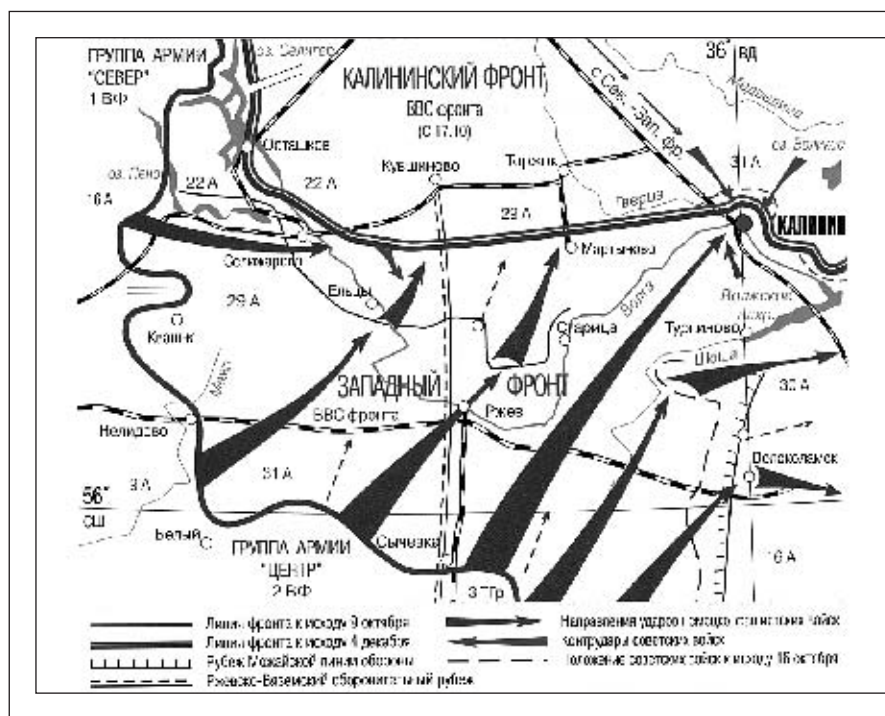 ГРУППА АРМИИ
"СЕВЕР"
1 ВФ
оз. Селигер
КАЛИНИНСКИЙ ФРОНТ
ВВС фронта
(С 17.10)
36°
ВД
с Сев. -Зап. фр.
31 А
Осташков
Кувшиново
Торжок
оз. Пено
22 А
22 А
16 А
29 А
КАЛИНИН
Селижарово
Мартыново
Ельцы
Волга
29 А
Старица
Тургиново
Шоша
ЗАПАДНЫЙ ФРОНТ
ВВС фронта
Ржев
30 А
Нелидово
Волоколамск
9 А
31 А
56°
СШ
Белый
Сычевка
ГРУППА АРМИИ
"ЦЕНТР"
2 ВФ
3 ТГр
16 А
Линия фронта к исходу 9 октября
Линия фронта к исходу 4 декабря
Рубеж Можайской линии обороны
Ржевско-Вяземский оборонительный рубеж
Направления ударов немецко-фашистских войск
Контрудары советских войск
Положение советских войск к исходу 16 октября